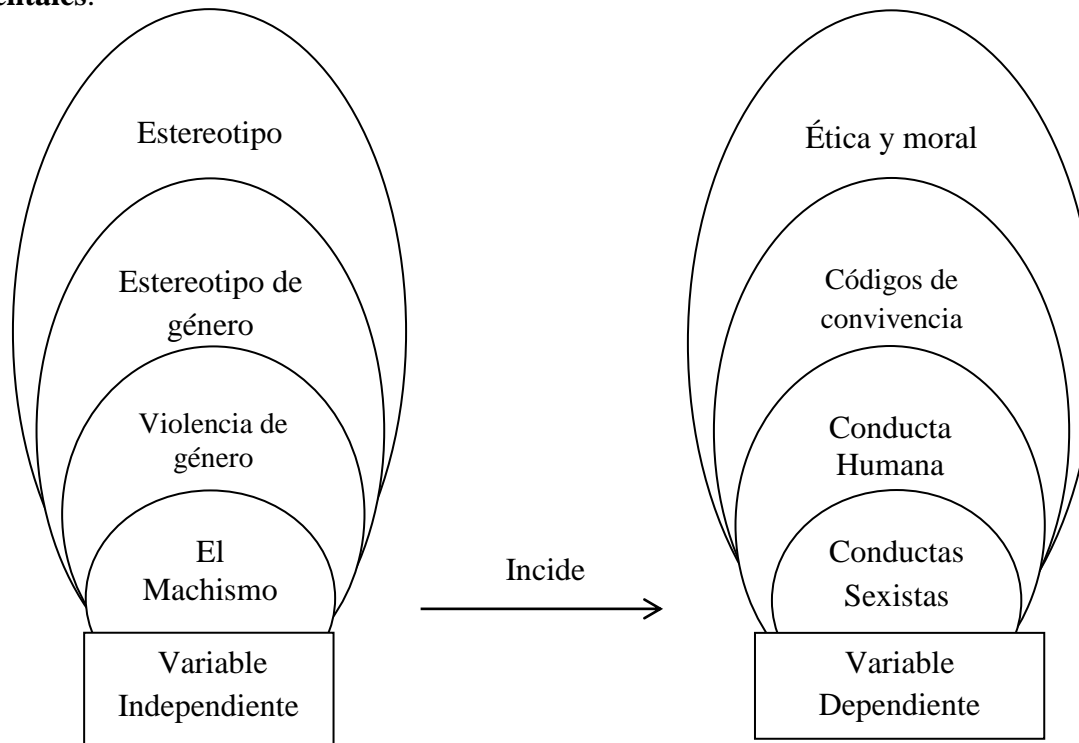 entales.
Estereotipo
Estereotipo de
género
Violencia de
género
El
Machismo
Variable
Independiente
Incide
Ética y moral
Códigos de
convivencia
Conducta
Humana
Conductas
Sexistas
Variable
Dependiente